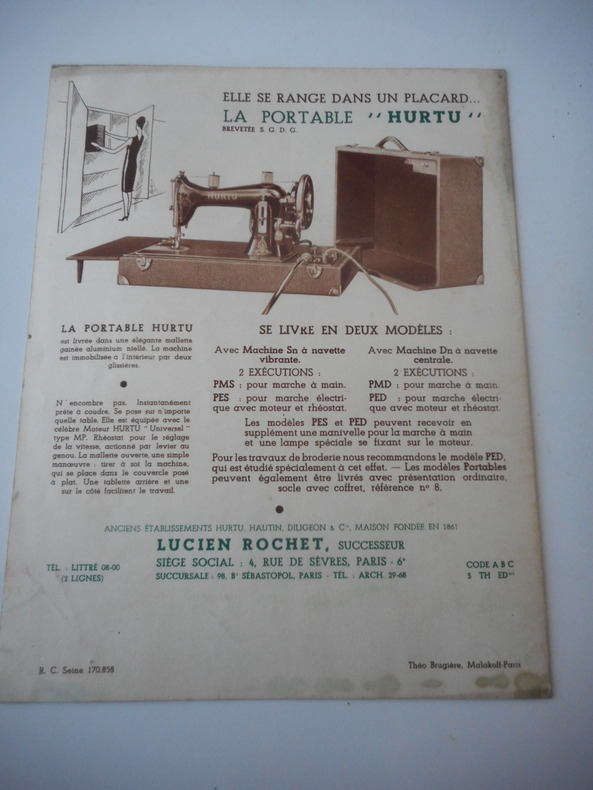 ELLE SE RANGE DANS UN PLACARD...
LA PORTABLE "HURTU"
BREVETÉE S. G. D. G.
HURTU
LA PORTABLE HURTU
est livrée dans une élégante mallette
gainée aluminium niellé. La machine
est immobilisée à l'intérieur par deux
glissières.
N'encombre pas. Instantanément
prête à coudre. Se pose sur n'importe
quelle table. Elle est équipée avec le
célèbre Moteur HURTU "Universel"
type MP. Rhéostat pour le réglage
de la vitesse, actionné par levier au
genou. La mallette ouverte, une simple
manœuvre : tirer à soi la machine,
qui se place dans le couvercle posé
à plat. Une tablette arrière et une
sur le côté facilitent le travail.
SE LIVRE EN DEUX MODÈLES :
Avec Machine Sn à navette
vibrante.
2 EXÉCUTIONS :
PMS : pour marche à main.
PES : pour marche électri-
que avec moteur et rhéostat.
Avec Machine Dn à navette
centrale.
2 EXÉCUTIONS :
PMD : pour marche à main.
PED : pour marche électri-
que avec moteur et rhéostat.
Les modèles PES et PED peuvent recevoir en
supplément une manivelle pour la marche à main
et une lampe spéciale se fixant sur le moteur.
Pour les travaux de broderie nous recommandons le modèle PED,
qui est étudié spécialement à cet effet. — Les modèles Portables
peuvent également être livrés avec présentation ordinaire,
socle avec coffret, référence nº 8.
ANCIENS ÉTABLISSEMENTS HURTU, HAUTIN, DILIGEON & Cie, MAISON FONDÉE EN 1861
LUCIEN ROCHET, SUCCESSEUR
TÉL. : LITTRÉ 08-00
(2 LIGNES)
SIÈGE SOCIAL : 4, RUE DE SÈVRES, PARIS - 6e
SUCCURSALE : 98, Bd SÉBASTOPOL, PARIS - TÉL. : ARCH. 29-68
CODE A B C
5 TH ED
R. C. Seine 170.858
Théo Brugière, Malakoff-Paris